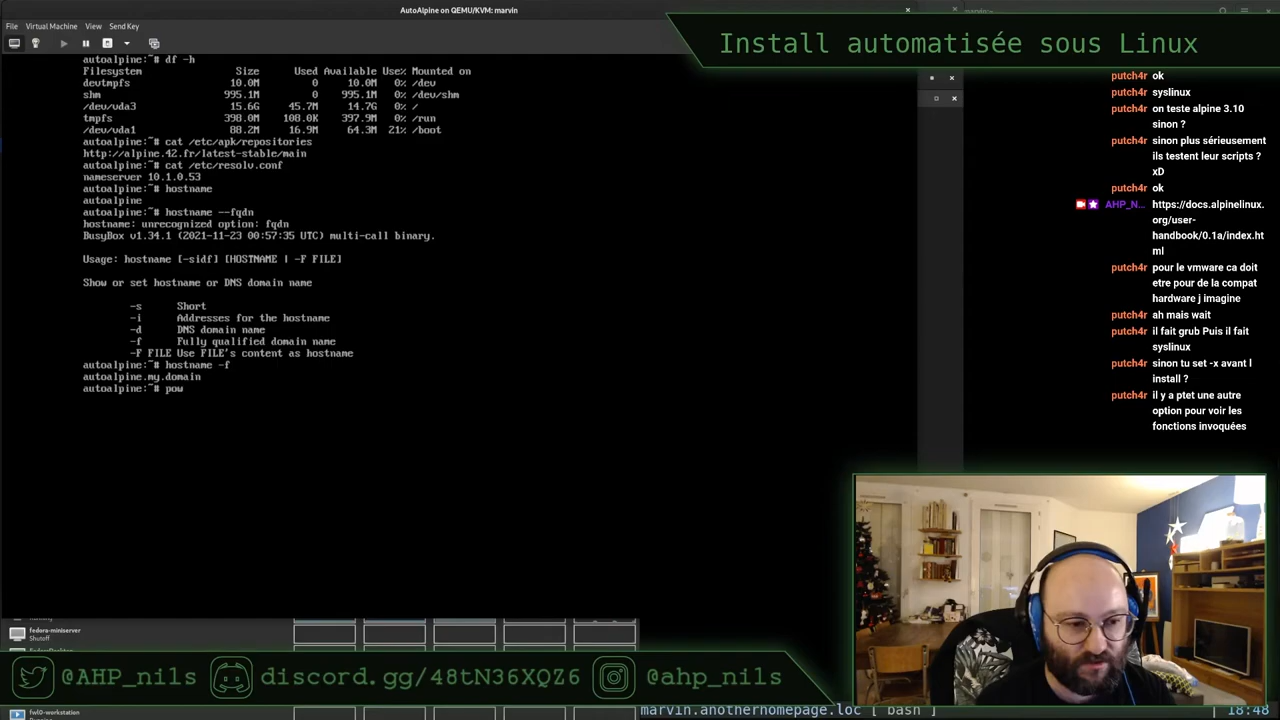 AutoAlpine on QEMU/KVM: marvin
File Virtual Machine View Send Key
autoalpine:~# df -h
Filesystem Size Used Available Use% Mounted on
devtmpfs 10.0M 0 10.0M 0% /dev
shm 995.1M 0 995.1M 0% /dev/shm
/dev/vda3 15.6G 45.7M 14.7G 0% /
tmpfs 398.0M 108.0K 397.9M 0% /run
/dev/vda1 88.2M 16.9M 64.3M 21% /boot
autoalpine:~# cat /etc/apk/repositories
http://alpine.42.fr/latest-stable/main
autoalpine:~# cat /etc/resolv.conf
nameserver 10.1.0.53
autoalpine:~# hostname
autoalpine
autoalpine:~# hostname --fqdn
hostname: unrecognized option: fqdn
BusyBox v1.34.1 (2021-11-23 00:57:35 UTC) multi-call binary.
Usage: hostname [-sidf] [HOSTNAME | -F FILE]
Show or set hostname or DNS domain name
-s Short
-i Addresses for the hostname
-d DNS domain name
-f Fully qualified domain name
-F FILE Use FILE's content as hostname
autoalpine:~# hostname -f
autoalpine.my.domain
autoalpine:~# pow
Install automatisée sous Linux
putch4r ok
putch4r syslinux
putch4r on teste alpine 3.10
sinon ?
putch4r sinon plus sérieusement
ils testent leur scripts ?
xD
putch4r ok
AHP_N... https://docs.alpinelinux.
org/user-
handbook/0.1a/index.ht
ml
putch4r pour le vmware ca doit
etre pour de la compat
hardware j imagine
putch4r ah mais wait
putch4r il fait grub Puis il fait
syslinux
putch4r sinon tu set -x avant l
install ?
putch4r il y a ptet une autre
option pour voir les
fonctions invoquées
fedora-miniserver
Shutoff
@AHP_nils discord.gg/48tN36XQZ6 @ahp_nils
fwl0-workstation
marvin.anothernomepage.loc [ bash ] 18:48